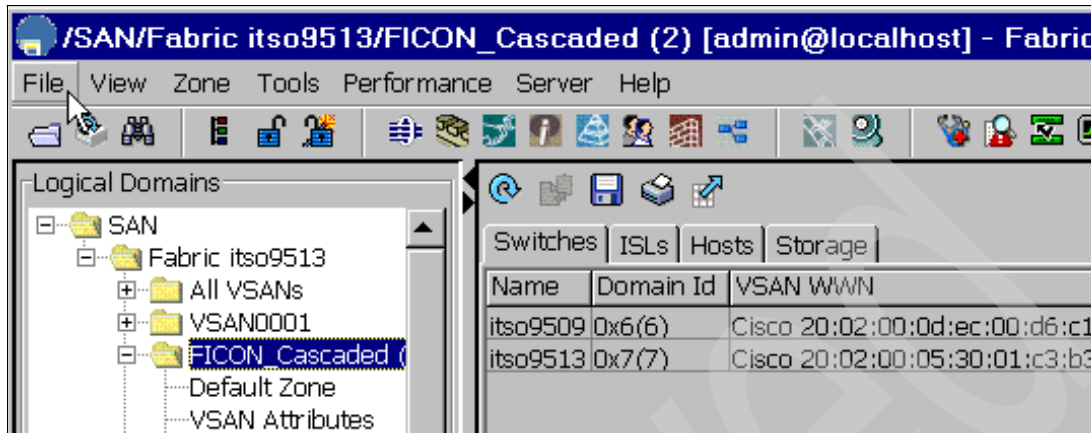 /SAN/Fabric itso9513/FICON_Cascaded (2) [admin@localhost] - Fabric
File View Zone Tools Performance Server Help
Logical Domains
SAN
Fabric itso9513
All VSANs
VSAN0001
FICON_Cascaded (
Default Zone
VSAN Attributes
Switches ISLs Hosts Storage
Name Domain Id VSAN WWN
itso9509 0x6(6) Cisco 20:02:00:0d:ec:00:d6:c1
itso9513 0x7(7) Cisco 20:02:00:05:30:01:c3:b3